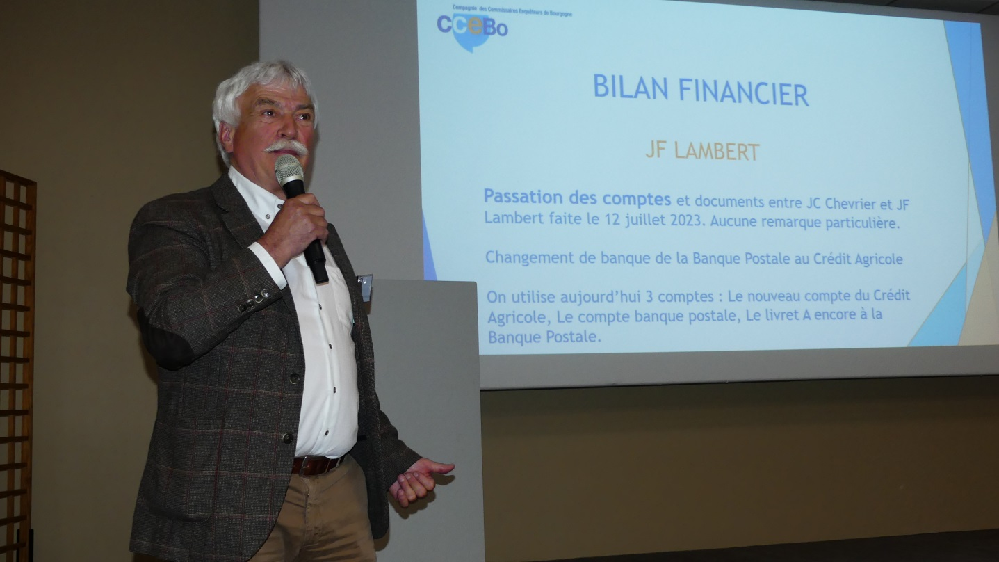 Compagnie des Commissaires Enquêteurs de Bourgogne
CCeBo
BILAN FINANCIER
JF LAMBERT
Passation des comptes et documents entre JC Chevrier et JF
Lambert faite le 12 juillet 2023. Aucune remarque particulière.
Changement de banque de la Banque Postale au Crédit Agricole
On utilise aujourd’hui 3 comptes : Le nouveau compte du Crédit
Agricole, Le compte banque postale, Le livret A encore à la
Banque Postale.